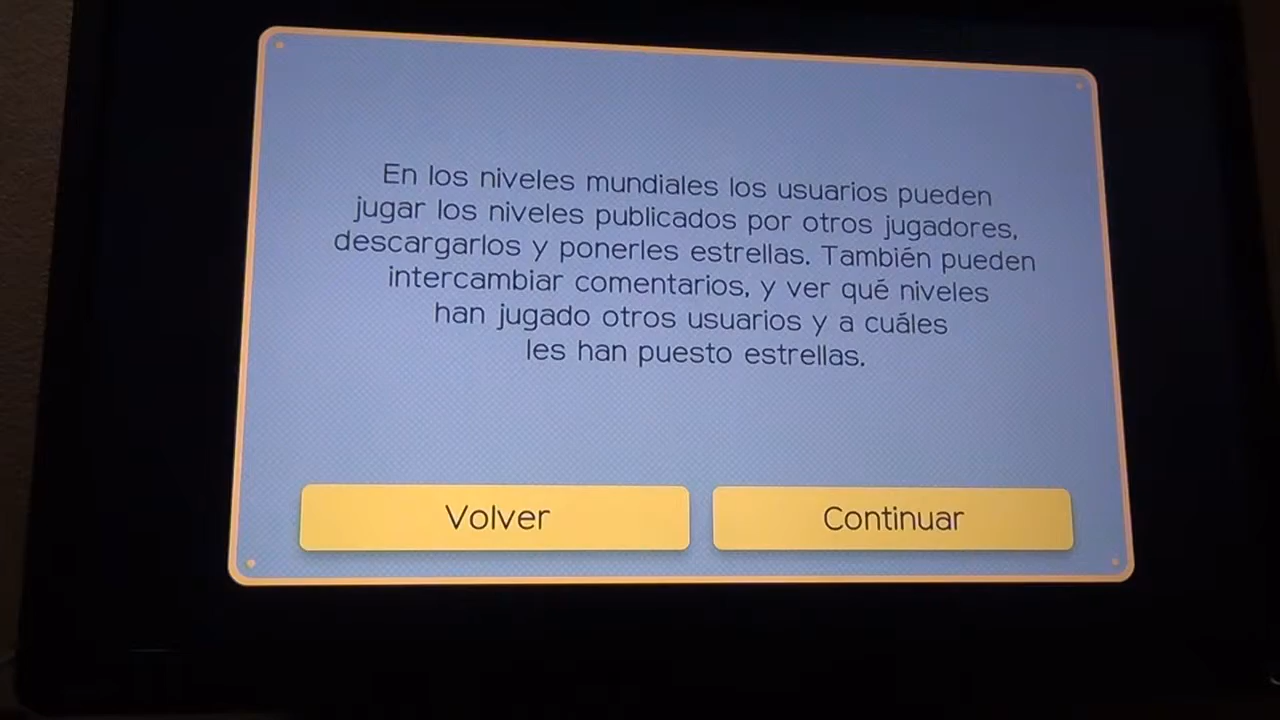 En los niveles mundiales los usuarios pueden
jugar los niveles publicados por otros jugadores,
descargarlos y ponerles estrellas. También pueden
intercambiar comentarios, y ver qué niveles
han jugado otros usuarios y a cuáles
les han puesto estrellas.
Volver
Continuar